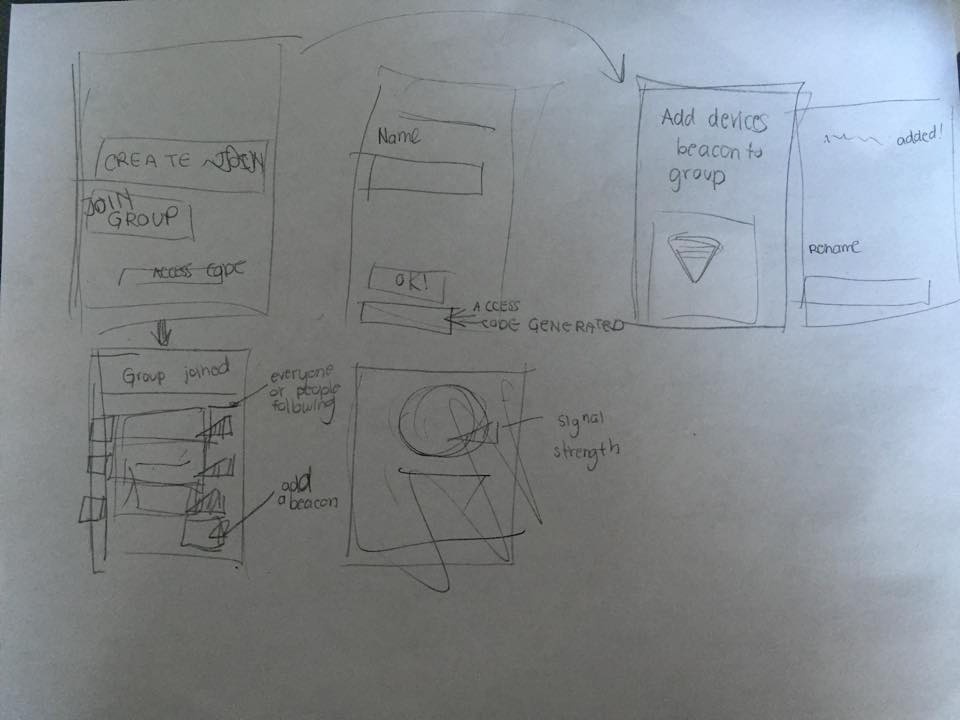 CREATE JOIN
JOIN
GROUP
ACCESS CODE
Name
OK!
ACCESS
CODE GENERATED
Add devices
beacon to
group
added!
Rename
Group joined
everyone
or people
following
add
a beacon
signal
strength